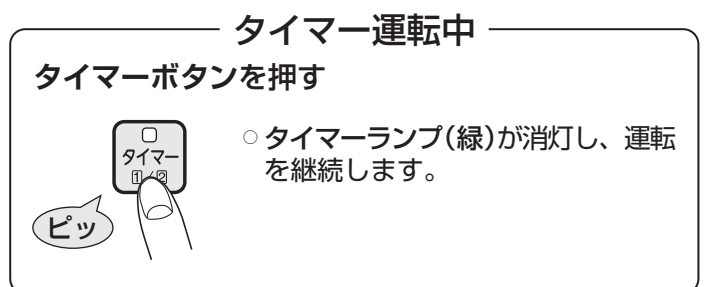 タイマー運転中
タイマーボタンを押す
○タイマーランプ(緑)が消灯し、運転
を継続します。
タイマー
1/2
ピッ